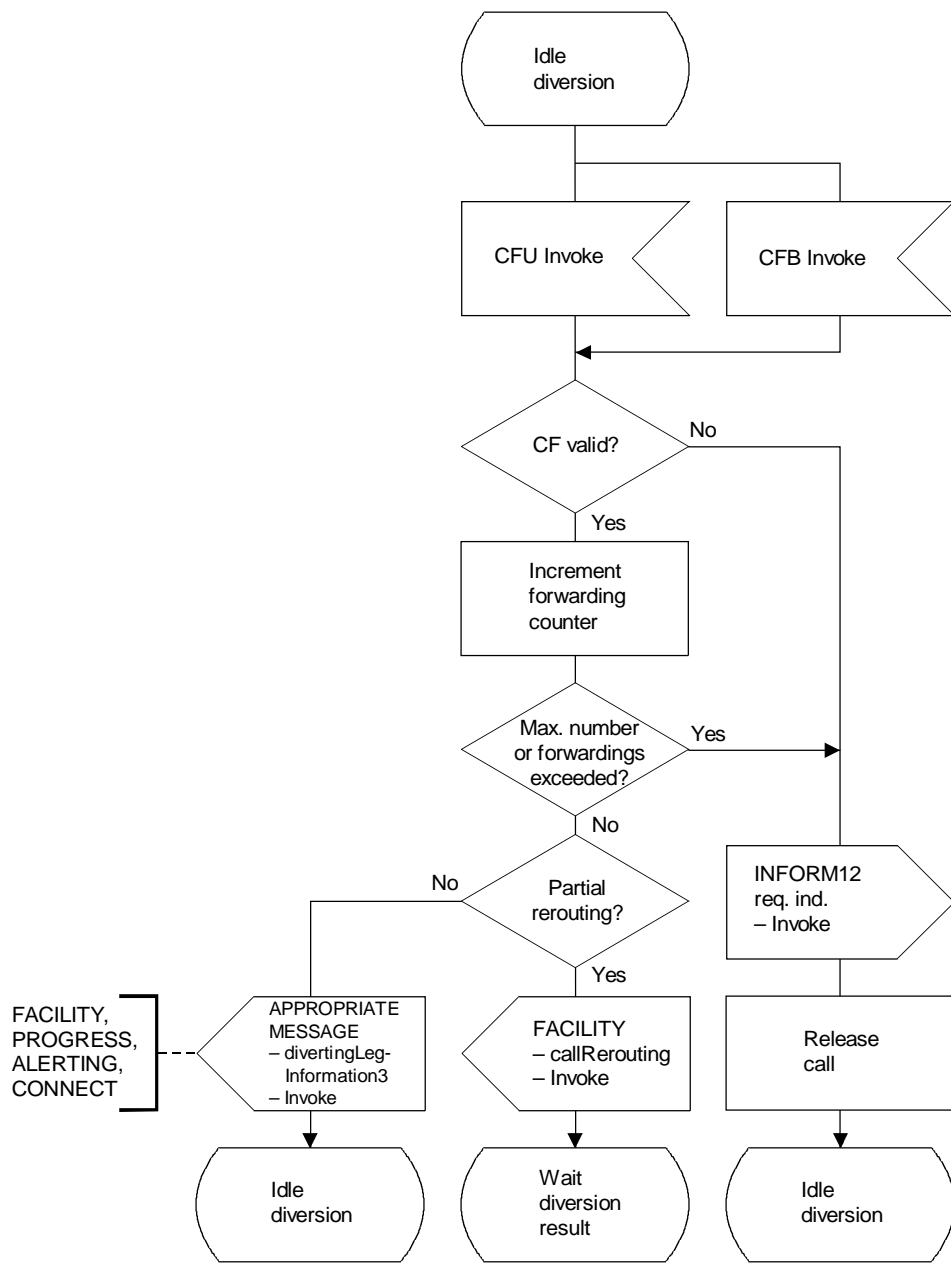 Idle
diversion
CFU Invoke
CFB Invoke
CF valid?
No
Yes
Increment
forwarding
counter
Max. number
or forwardings
exceeded?
Yes
No
Partial
rerouting?
No
Yes
INFORM12
req. ind.
– Invoke
FACILITY,
PROGRESS,
ALERTING,
CONNECT
APPROPRIATE
MESSAGE
– divertingLeg-
Information3
– Invoke
FACILITY
– callRerouting
– Invoke
Release
call
Idle
diversion
Wait
diversion
result
Idle
diversion